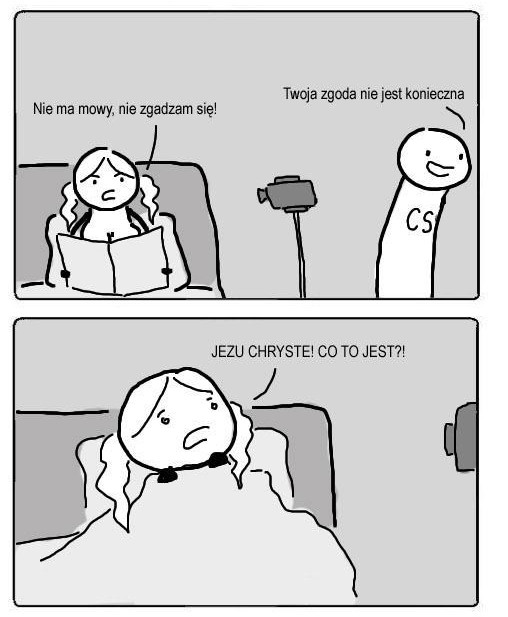 Nie ma mowy, nie zgadzam się!
Twoja zgoda nie jest konieczna
CS
JEZU CHRYSTE! CO TO JEST?!